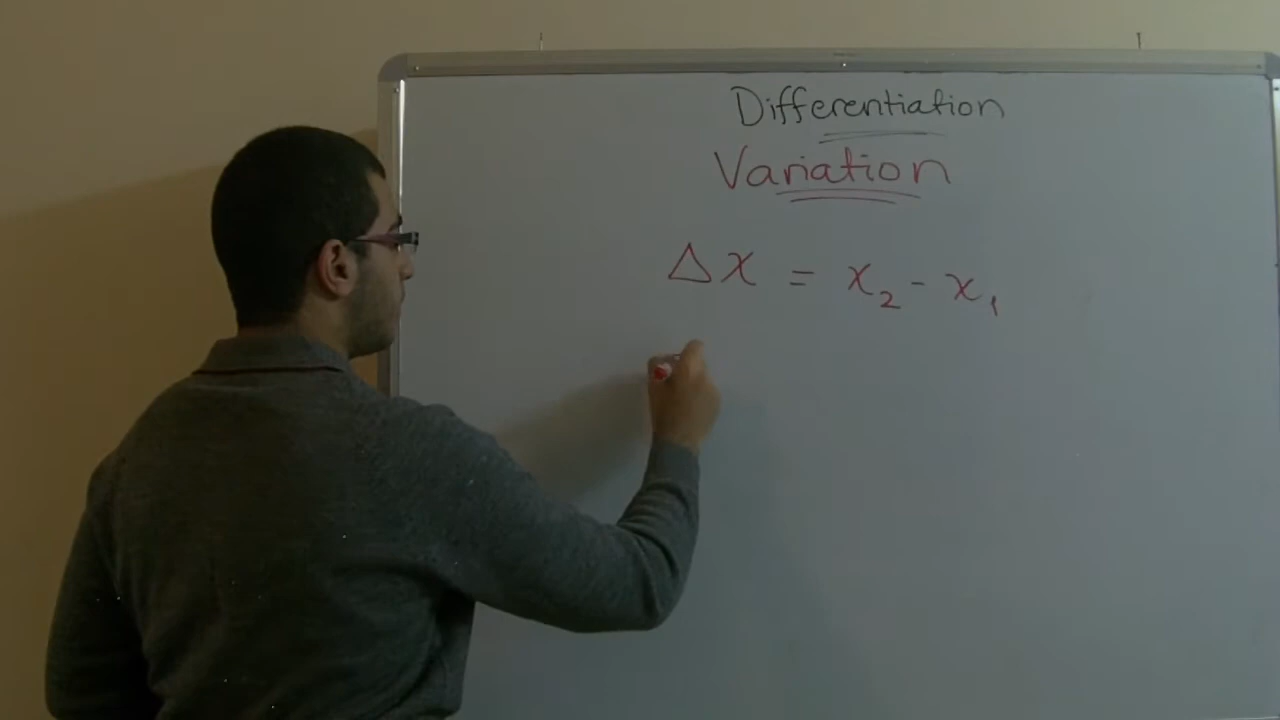 Differentiation
Variation
Δx = x₂ - x₁